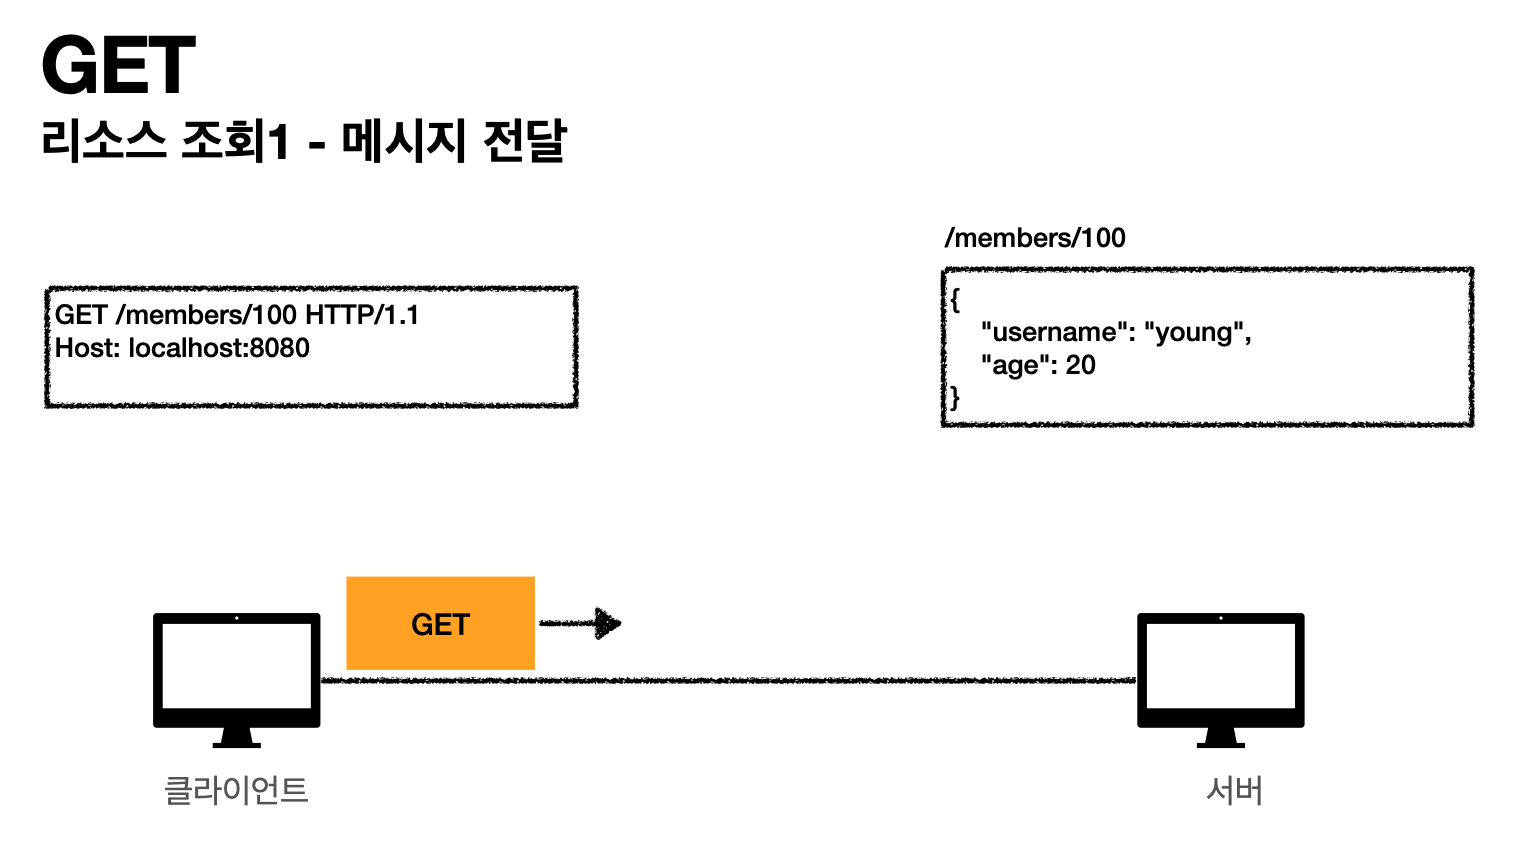 GET
리소스 조회1 - 메시지 전달
/members/100
GET /members/100 HTTP/1.1
Host: localhost:8080
{
"username": "young",
"age": 20
}
GET
클라이언트
서버